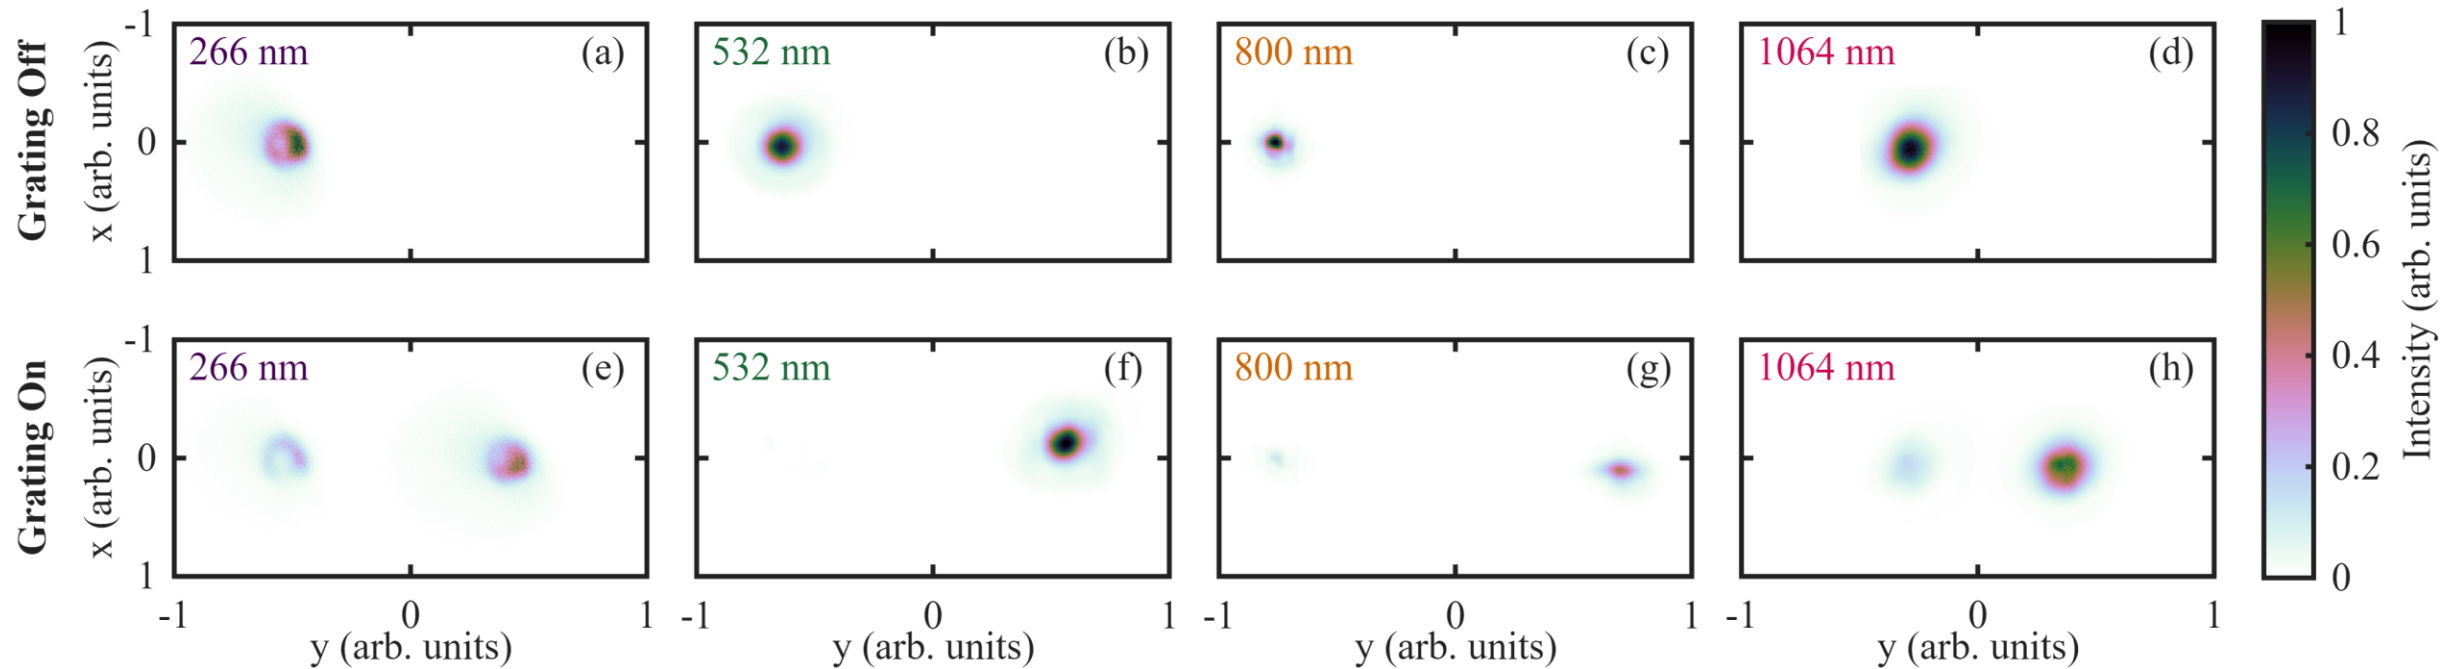 Grating Off
x (arb. units)
-1
0
1
266 nm
(a)
532 nm
(b)
800 nm
(c)
1064 nm
(d)
Grating On
x (arb. units)
-1
0
1
266 nm
(e)
532 nm
(f)
800 nm
(g)
1064 nm
(h)
-1 0 1
y (arb. units)
-1 0 1
y (arb. units)
-1 0 1
y (arb. units)
-1 0 1
y (arb. units)
1
0.8
0.6
0.4
0.2
0
Intensity (arb. units)